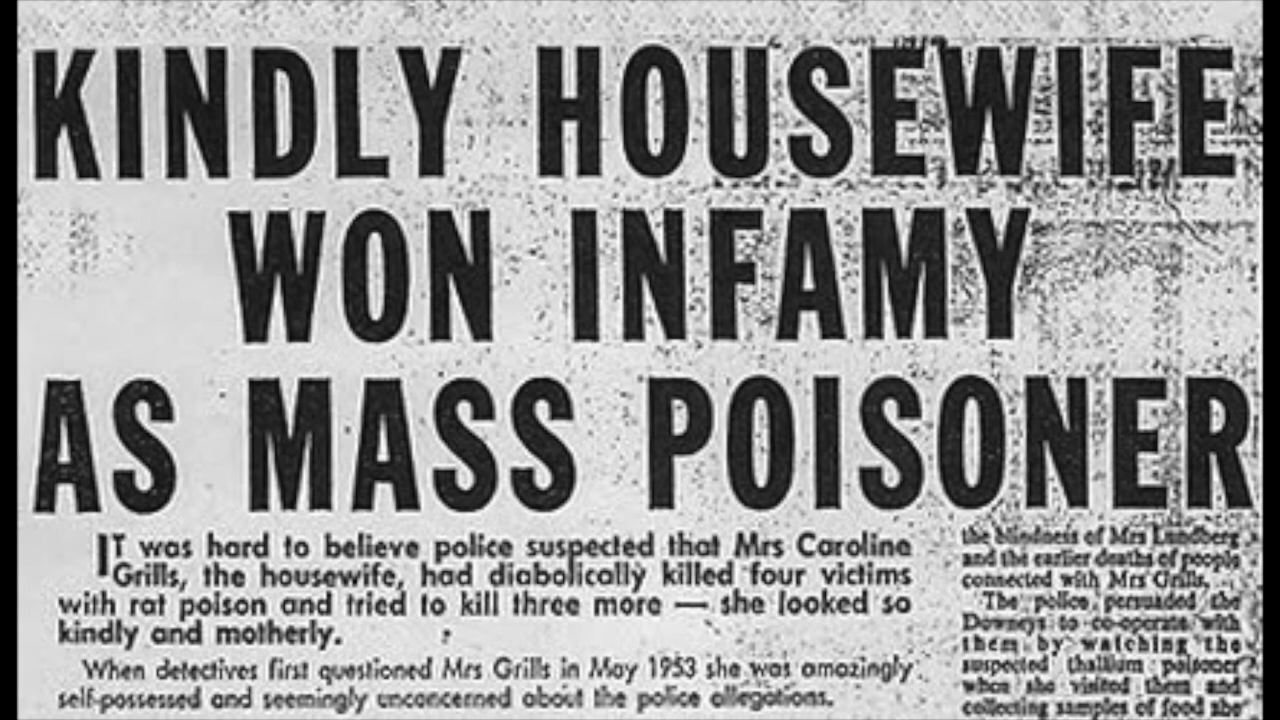 KINDLY HOUSEWIFE
WON INFAMY
AS MASS POISONER
IT was hard to believe police suspected that Mrs Caroline
Grills, the housewife, had diabolically killed four victims
with rat poison and tried to kill three more — she looked so
kindly and motherly.
When detectives first questioned Mrs Grills in May 1953 she was amazingly
self-possessed and seemingly unconcerned about the police allegations.
the blindness of Mrs Lundberg
and the earlier deaths of people
connected with Mrs Grills.
The police persuaded the
Downeys to co-operate with
them by watching the
suspected thallium poisoner
when she visited them and
collecting samples of food she